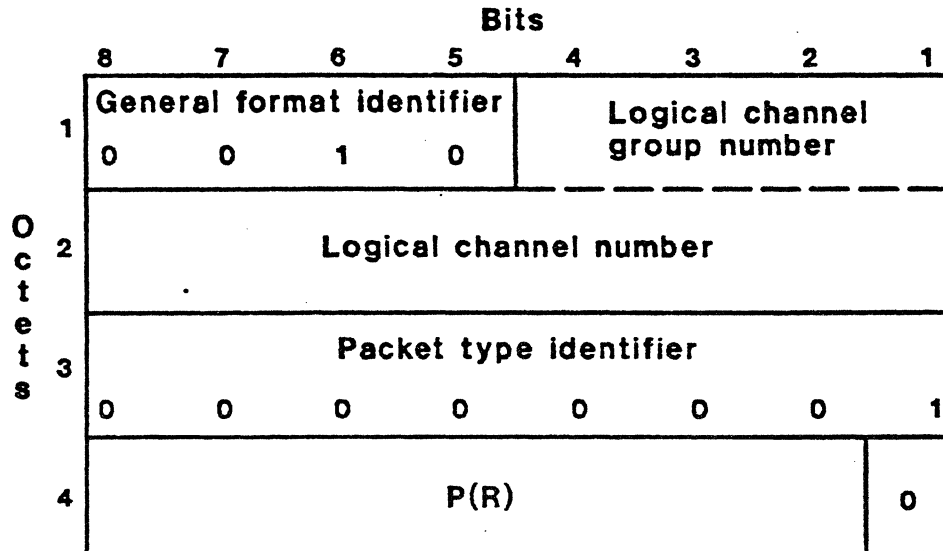 Bits
8 7 6 5 4 3 2 1
General format identifier
Logical channel
group number
1
0 0 1 0
Octets
2
Logical channel number
Packet type identifier
3
0 0 0 0 0 0 0 1
4
P(R)
0